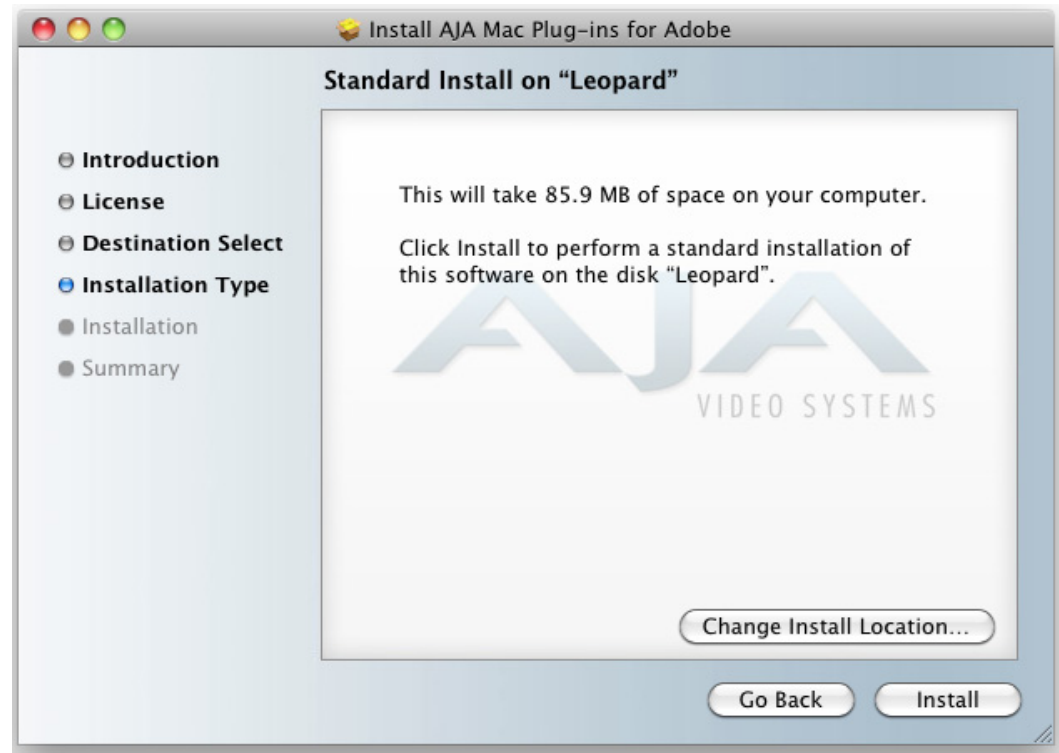 Install AJA Mac Plug-ins for Adobe
Standard Install on “Leopard”
Introduction
License
Destination Select
Installation Type
Installation
Summary
This will take 85.9 MB of space on your computer.
Click Install to perform a standard installation of
this software on the disk “Leopard”.
AJA
VIDEO SYSTEMS
Change Install Location...
Go Back
Install